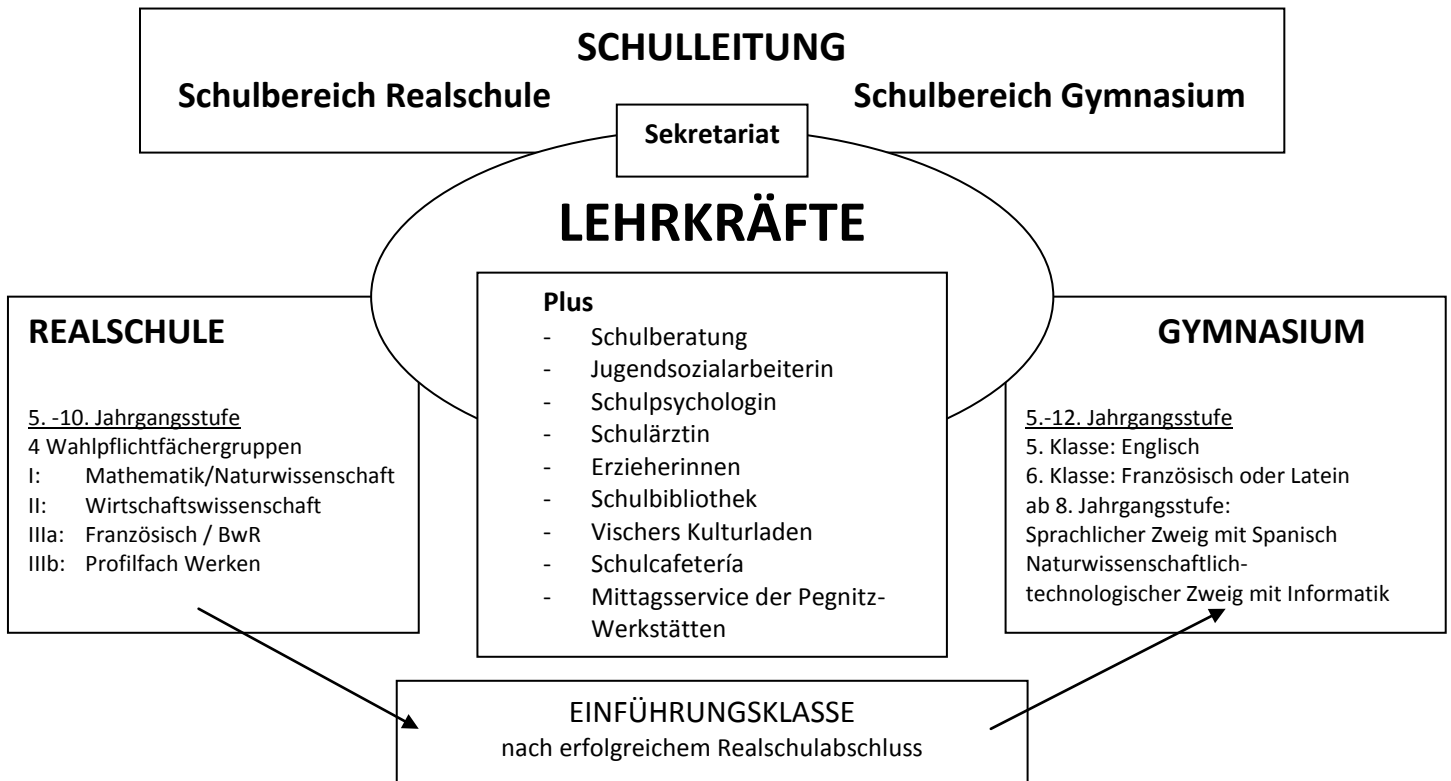 SCHULLEITUNG
Schulbereich Realschule Schulbereich Gymnasium
Sekretariat
LEHRKRÄFTE
REALSCHULE
5. -10. Jahrgangsstufe
4 Wahlpflichtfächergruppen
I: Mathematik/Naturwissenschaft
II: Wirtschaftswissenschaft
IIIa: Französisch / BwR
IIIb: Profilfach Werken
Plus
- Schulberatung
- Jugendsozialarbeiterin
- Schulpsychologin
- Schulärztin
- Erzieherinnen
- Schulbibliothek
- Vischers Kulturladen
- Schulcafetería
- Mittagsservice der Pegnitz-
Werkstätten
GYMNASIUM
5.-12. Jahrgangsstufe
5. Klasse: Englisch
6. Klasse: Französisch oder Latein
ab 8. Jahrgangsstufe:
Sprachlicher Zweig mit Spanisch
Naturwissenschaftlich-
technologischer Zweig mit Informatik
EINFÜHRUNGSKLASSE
nach erfolgreichem Realschulabschluss